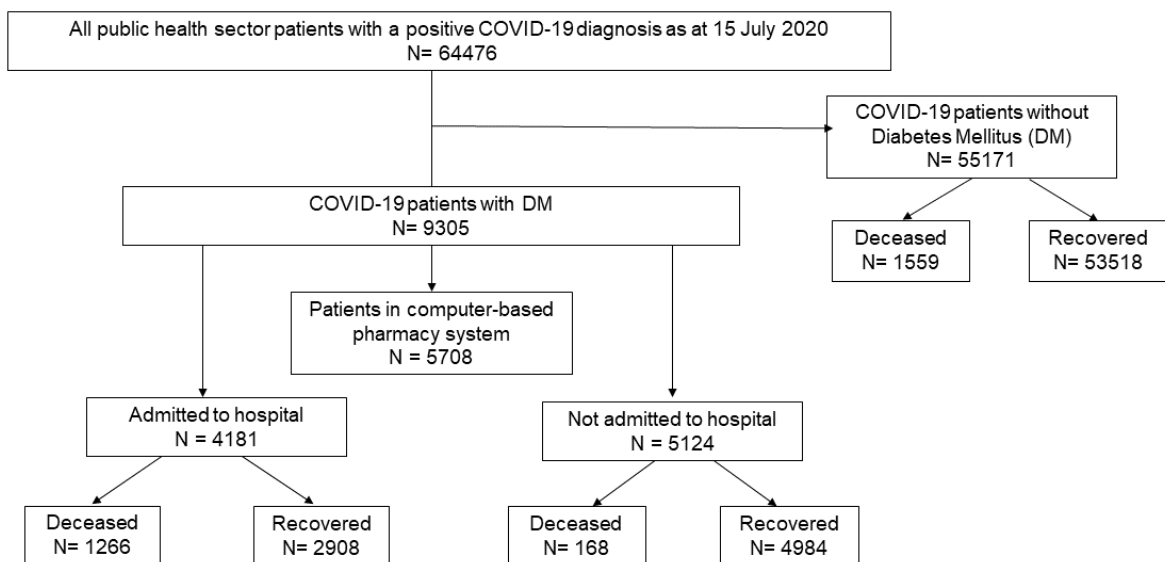 All public health sector patients with a positive COVID-19 diagnosis as at 15 July 2020
N= 64476
COVID-19 patients without
Diabetes Mellitus (DM)
N= 55171
COVID-19 patients with DM
N= 9305
Deceased
N= 1559
Recovered
N= 53518
Patients in computer-based
pharmacy system
N = 5708
Admitted to hospital
N = 4181
Not admitted to hospital
N = 5124
Deceased
N= 1266
Recovered
N= 2908
Deceased
N= 168
Recovered
N= 4984